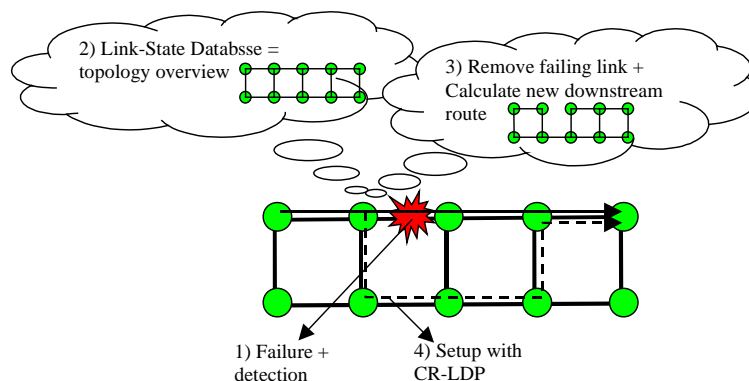 2) Link-State Databsse =
topology overview
3) Remove failing link +
Calculate new downstream
route
1) Failure +
detection
4) Setup with
CR-LDP